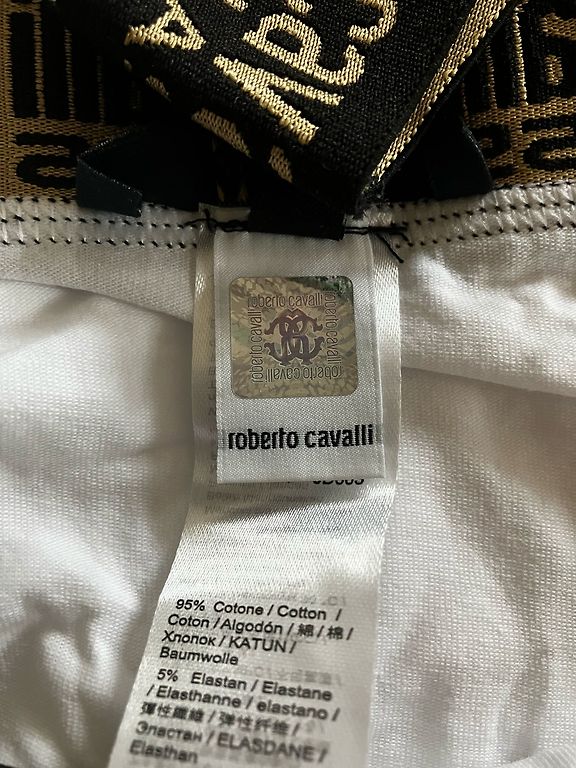 roberto cavalli
roberto cavalli
roberto cavalli
roberto cavalli
roberto cavalli
95% Cotone / Cotton /
Coton / Algodón / 綿 / 棉 /
Хлопок / KATUN /
Baumwolle
5% Elastan / Elastane
/ Elasthanne / elastano /
彈性纖維 / 弹性纤维 /
Эластан / ELASDANE /
Elasthan